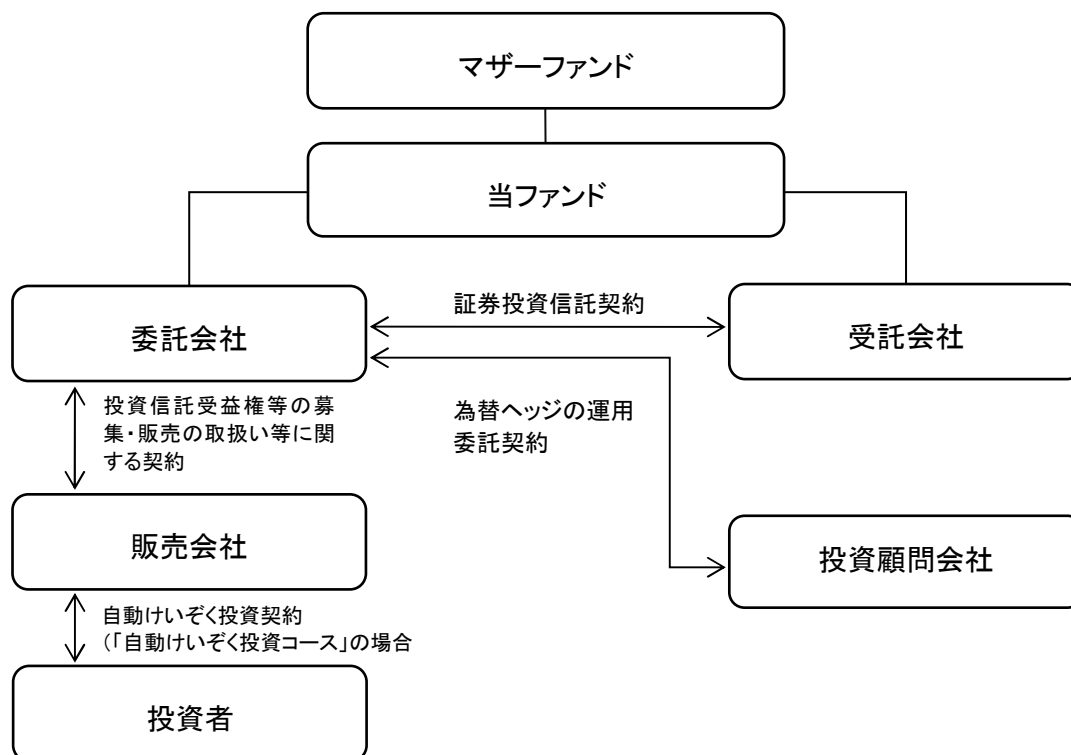 マザーファンド
当ファンド
委託会社
証券投資信託契約
受託会社
投資信託受益権等の募
集・販売の取扱い等に関
する契約
為替ヘッジの運用
委託契約
販売会社
投資顧問会社
自動けいぞく投資契約
(「自動けいぞく投資コース」の場合
投資者